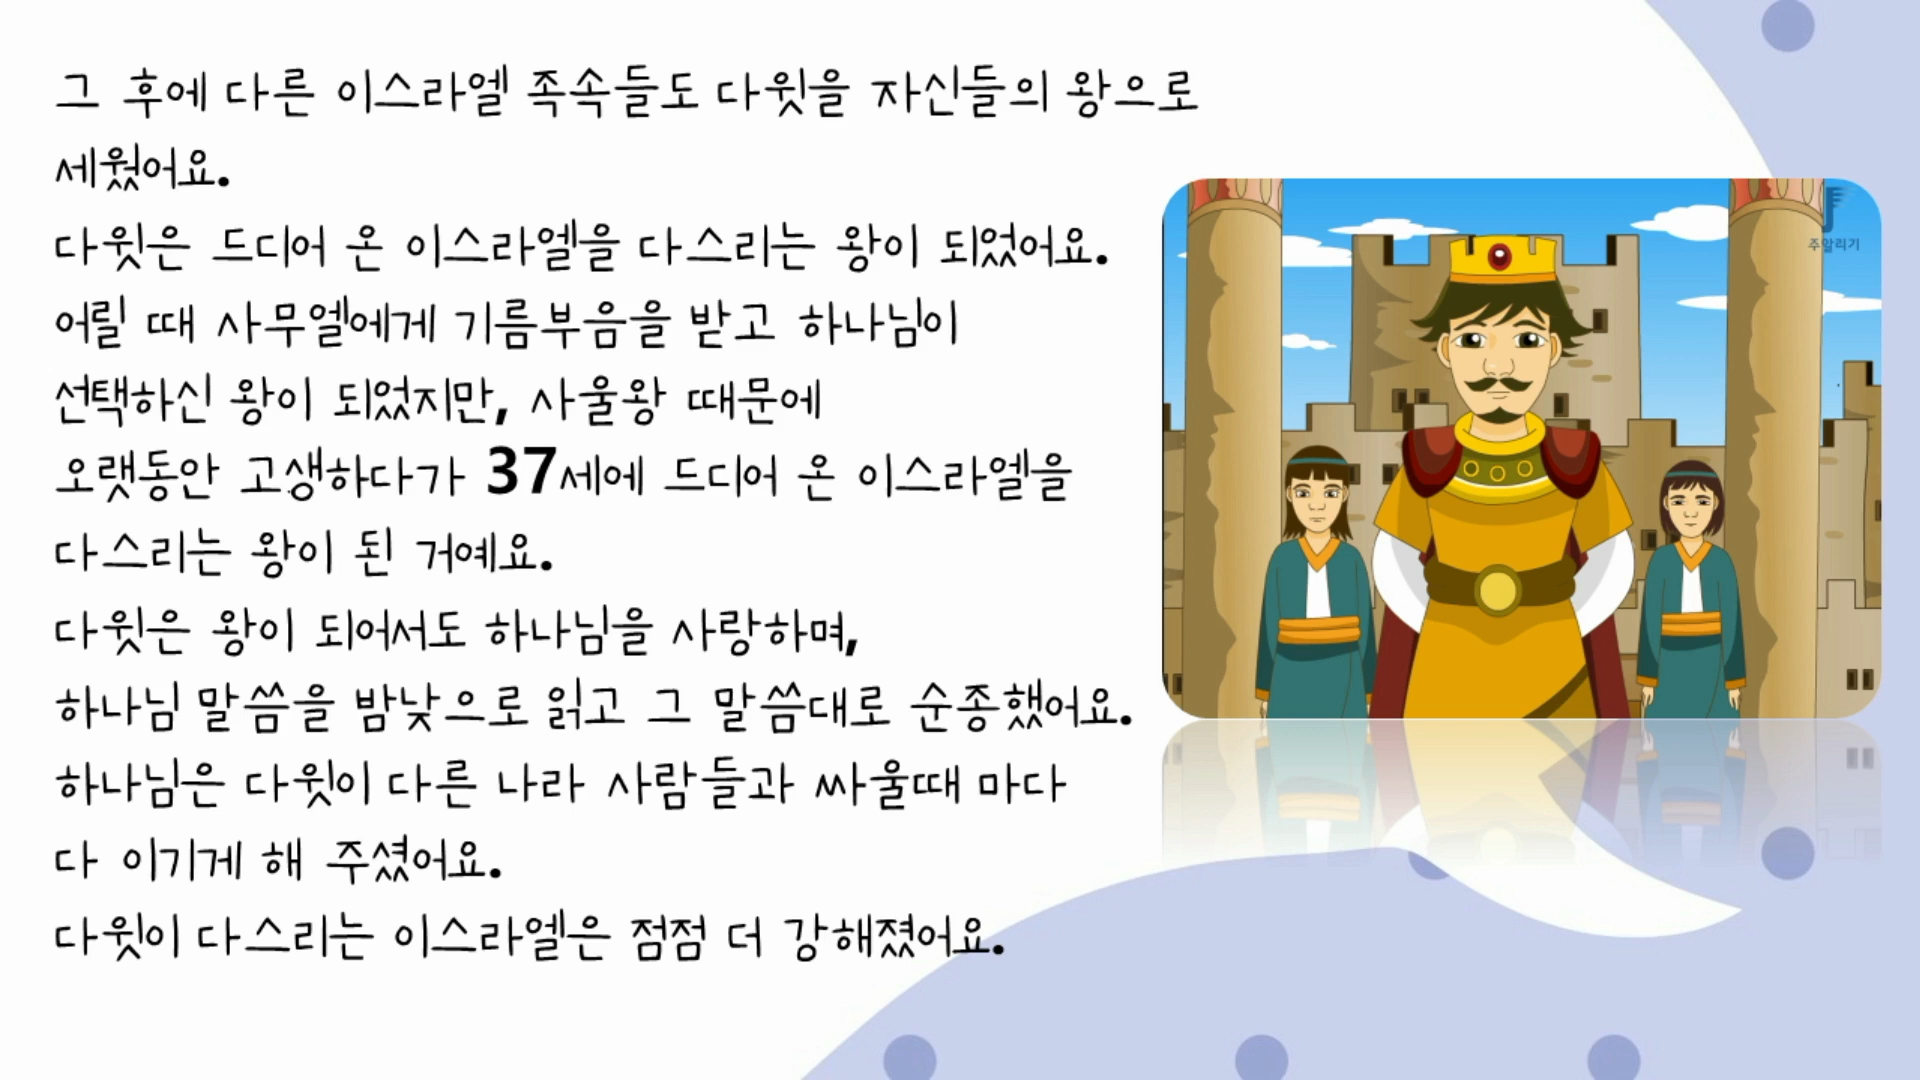 그 후에 다른 이스라엘 족속들도 다윗을 자신들의 왕으로
세웠어요.
다윗은 드디어 온 이스라엘을 다스리는 왕이 되었어요.
어릴 때 사무엘에게 기름부음을 받고 하나님이
선택하신 왕이 되었지만, 사울왕 때문에
오랫동안 고생하다가 37세에 드디어 온 이스라엘을
다스리는 왕이 된 거예요.
다윗은 왕이 되어서도 하나님을 사랑하며,
하나님 말씀을 밤낮으로 읽고 그 말씀대로 순종했어요.
하나님은 다윗이 다른 나라 사람들과 싸울때 마다
다 이기게 해 주셨어요.
다윗이 다스리는 이스라엘은 점점 더 강해졌어요.
주알리기